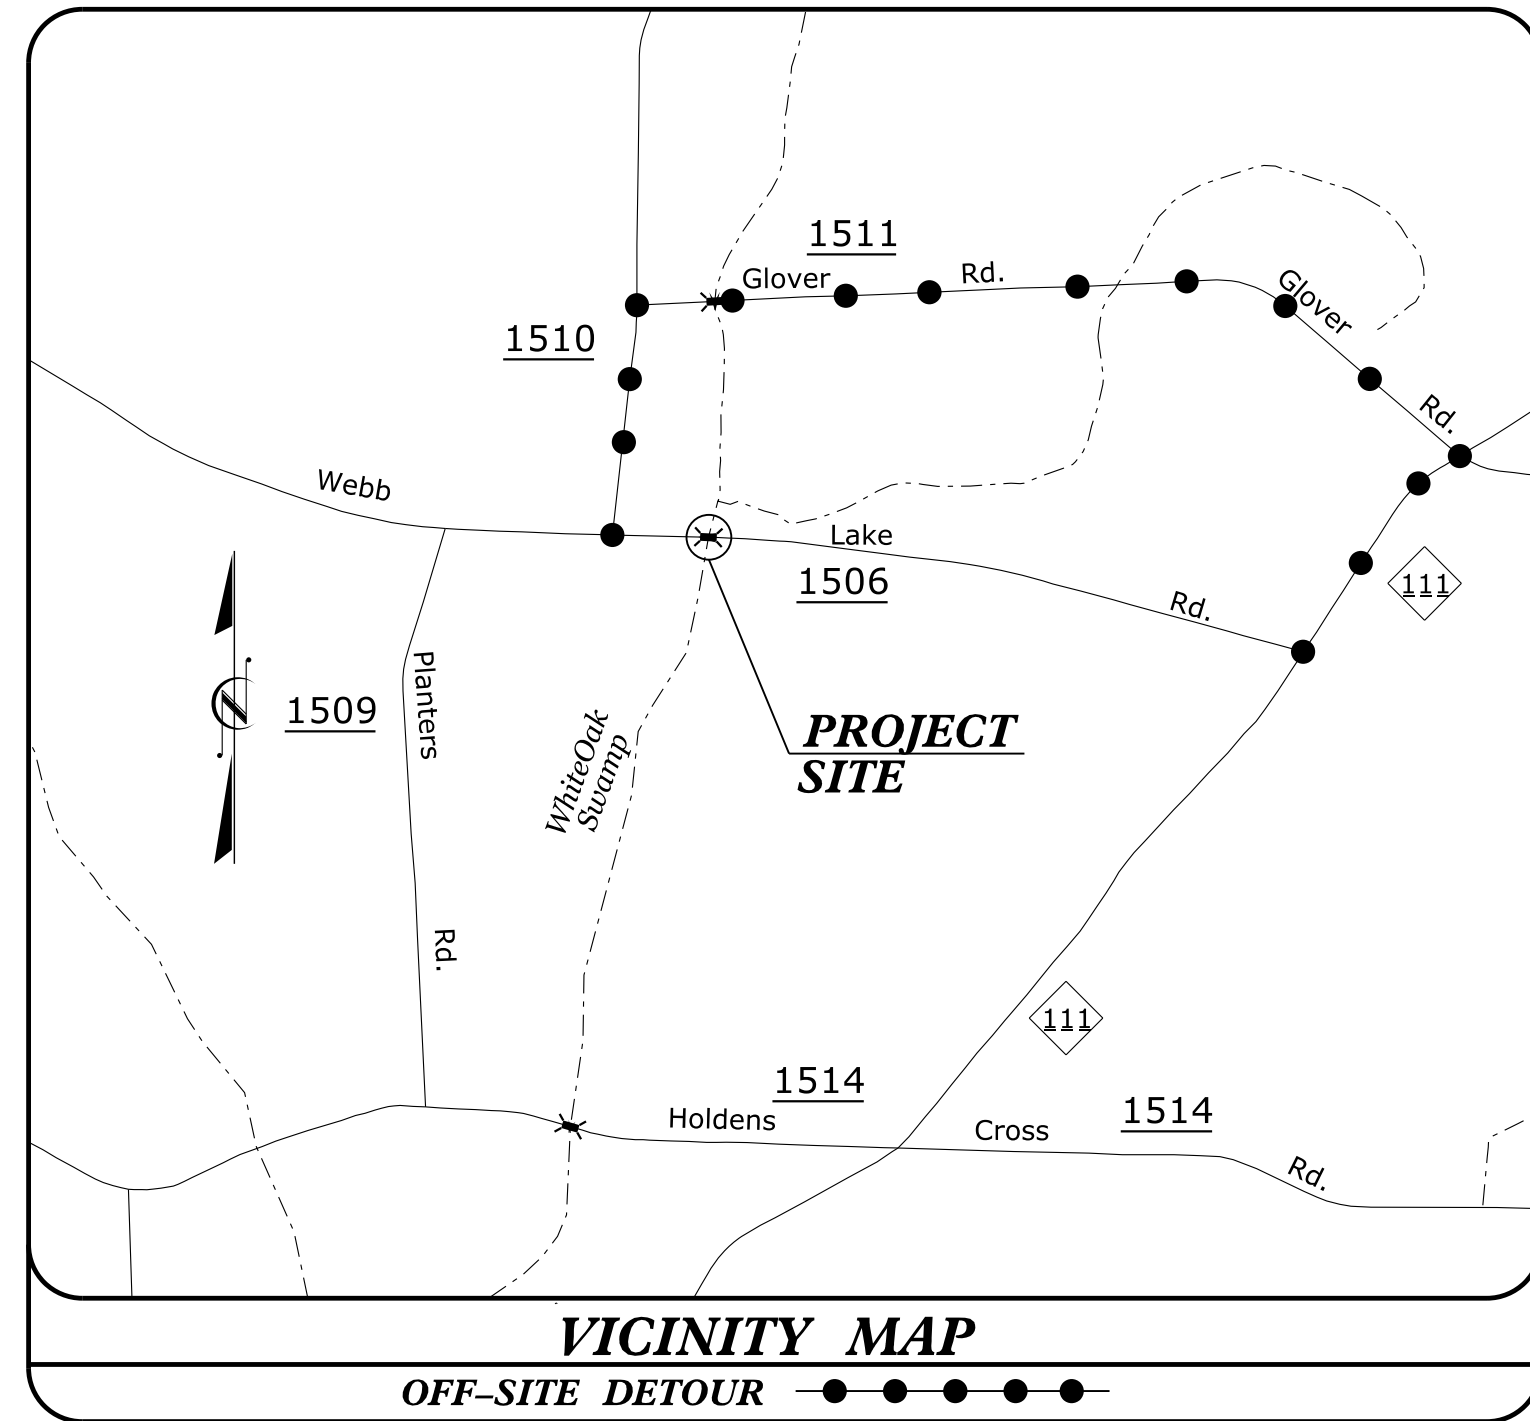 1511
Glover Rd.
Glover Rd.
1510
Webb Lake Rd.
1506
111
Planters Rd.
1509
WhiteOak
Swamp
PROJECT
SITE
N
111
1514
Holdens Cross Rd.
1514
VICINITY MAP
OFF–SITE DETOUR